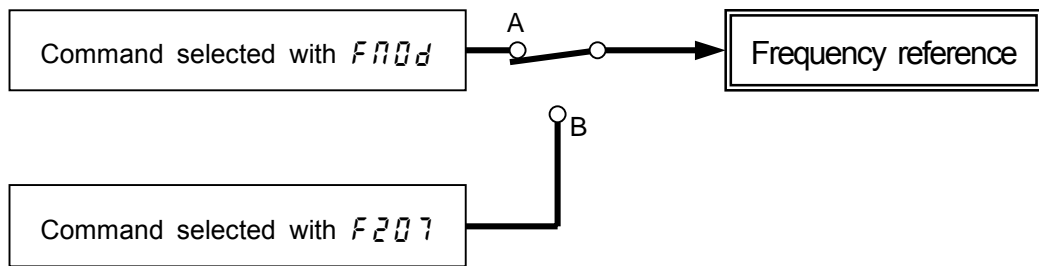 A
Command selected with FMOd
Frequency reference
B
Command selected with F207